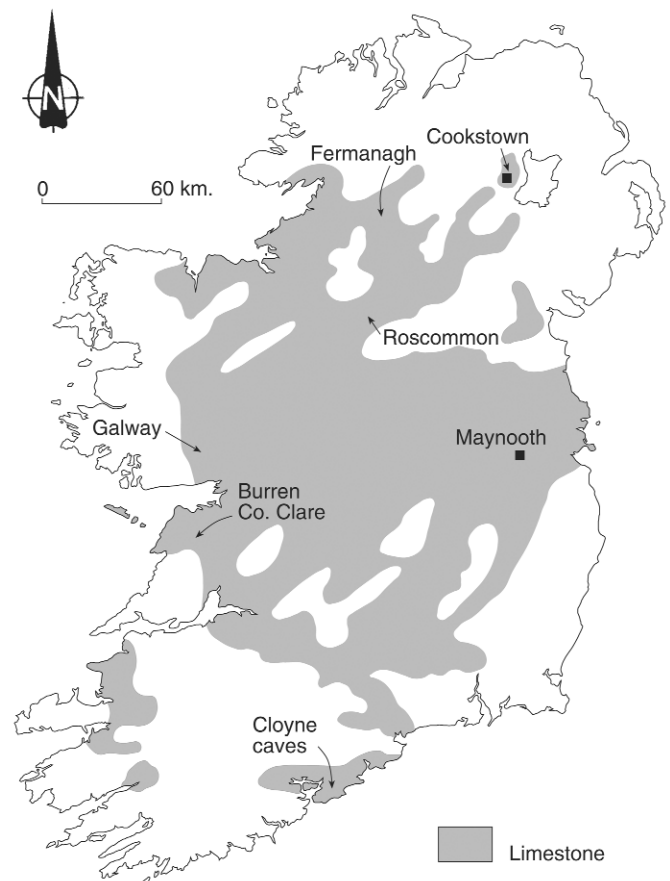 N
Cookstown
Fermanagh
0 60 km.
Roscommon
Galway
Maynooth
Burren
Co. Clare
Cloyne
caves
Limestone